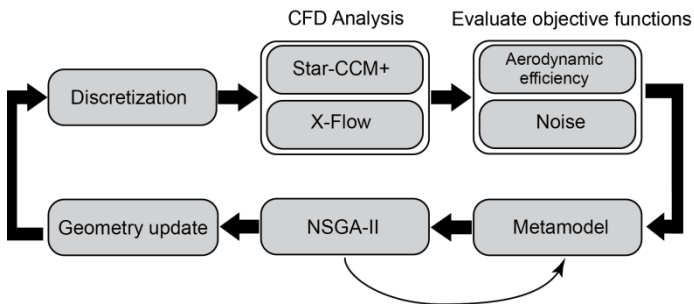 CFD Analysis
Evaluate objective functions
Discretization
Star-CCM+
X-Flow
Aerodynamic
efficiency
Noise
Geometry update
NSGA-II
Metamodel